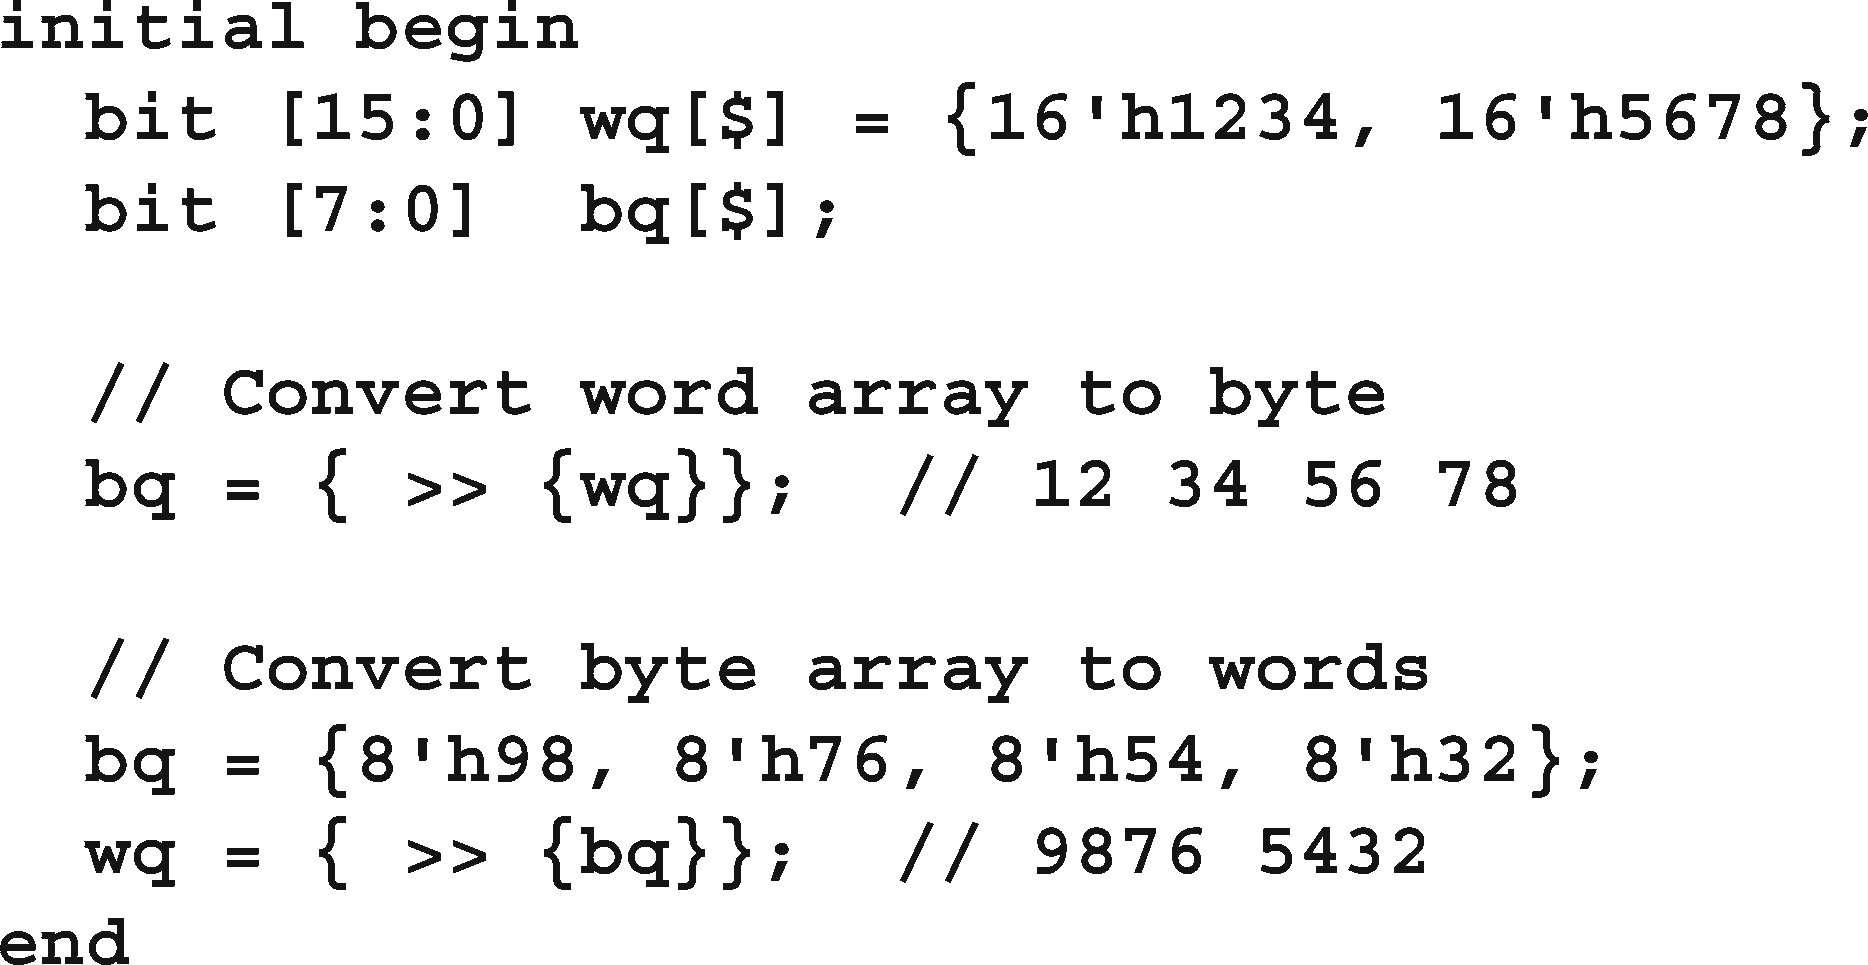 initial begin
  bit [15:0] wq[$] = {16'h1234, 16'h5678};
  bit [7:0]  bq[$];

  // Convert word array to byte
  bq = { >> {wq}};  // 12 34 56 78

  // Convert byte array to words
  bq = {8'h98, 8'h76, 8'h54, 8'h32};
  wq = { >> {bq}};  // 9876 5432
end